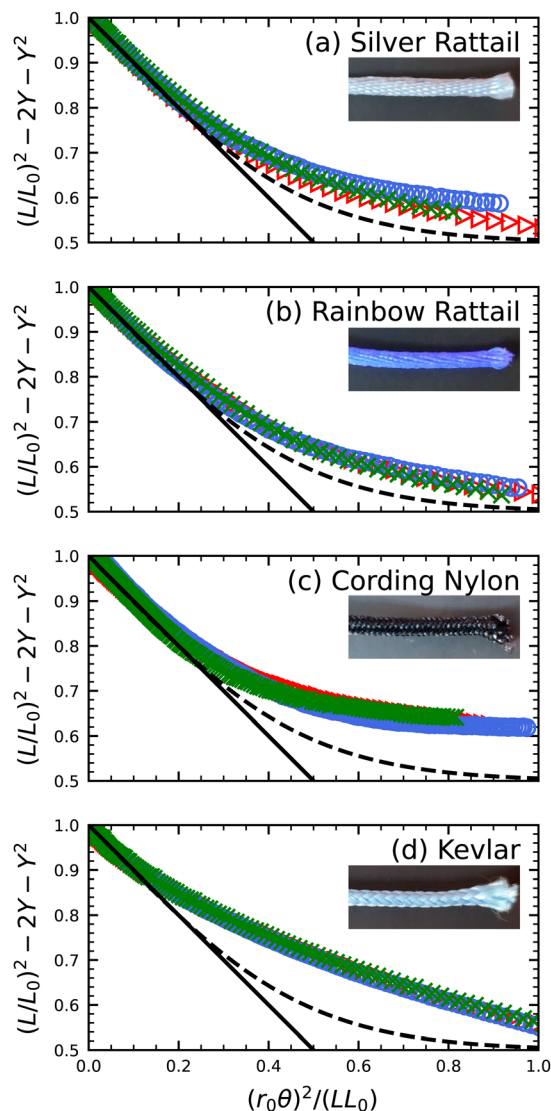 (a) Silver Rattail
1.0
0.9
0.8
0.7
0.6
0.5
(L/L₀)² − 2Y − Y²
(b) Rainbow Rattail
1.0
0.9
0.8
0.7
0.6
0.5
(L/L₀)² − 2Y − Y²
(c) Cording Nylon
1.0
0.9
0.8
0.7
0.6
0.5
(L/L₀)² − 2Y − Y²
(d) Kevlar
1.0
0.9
0.8
0.7
0.6
0.5
(L/L₀)² − 2Y − Y²
0.0 0.2 0.4 0.6 0.8 1.0
(r₀θ)²/(LL₀)